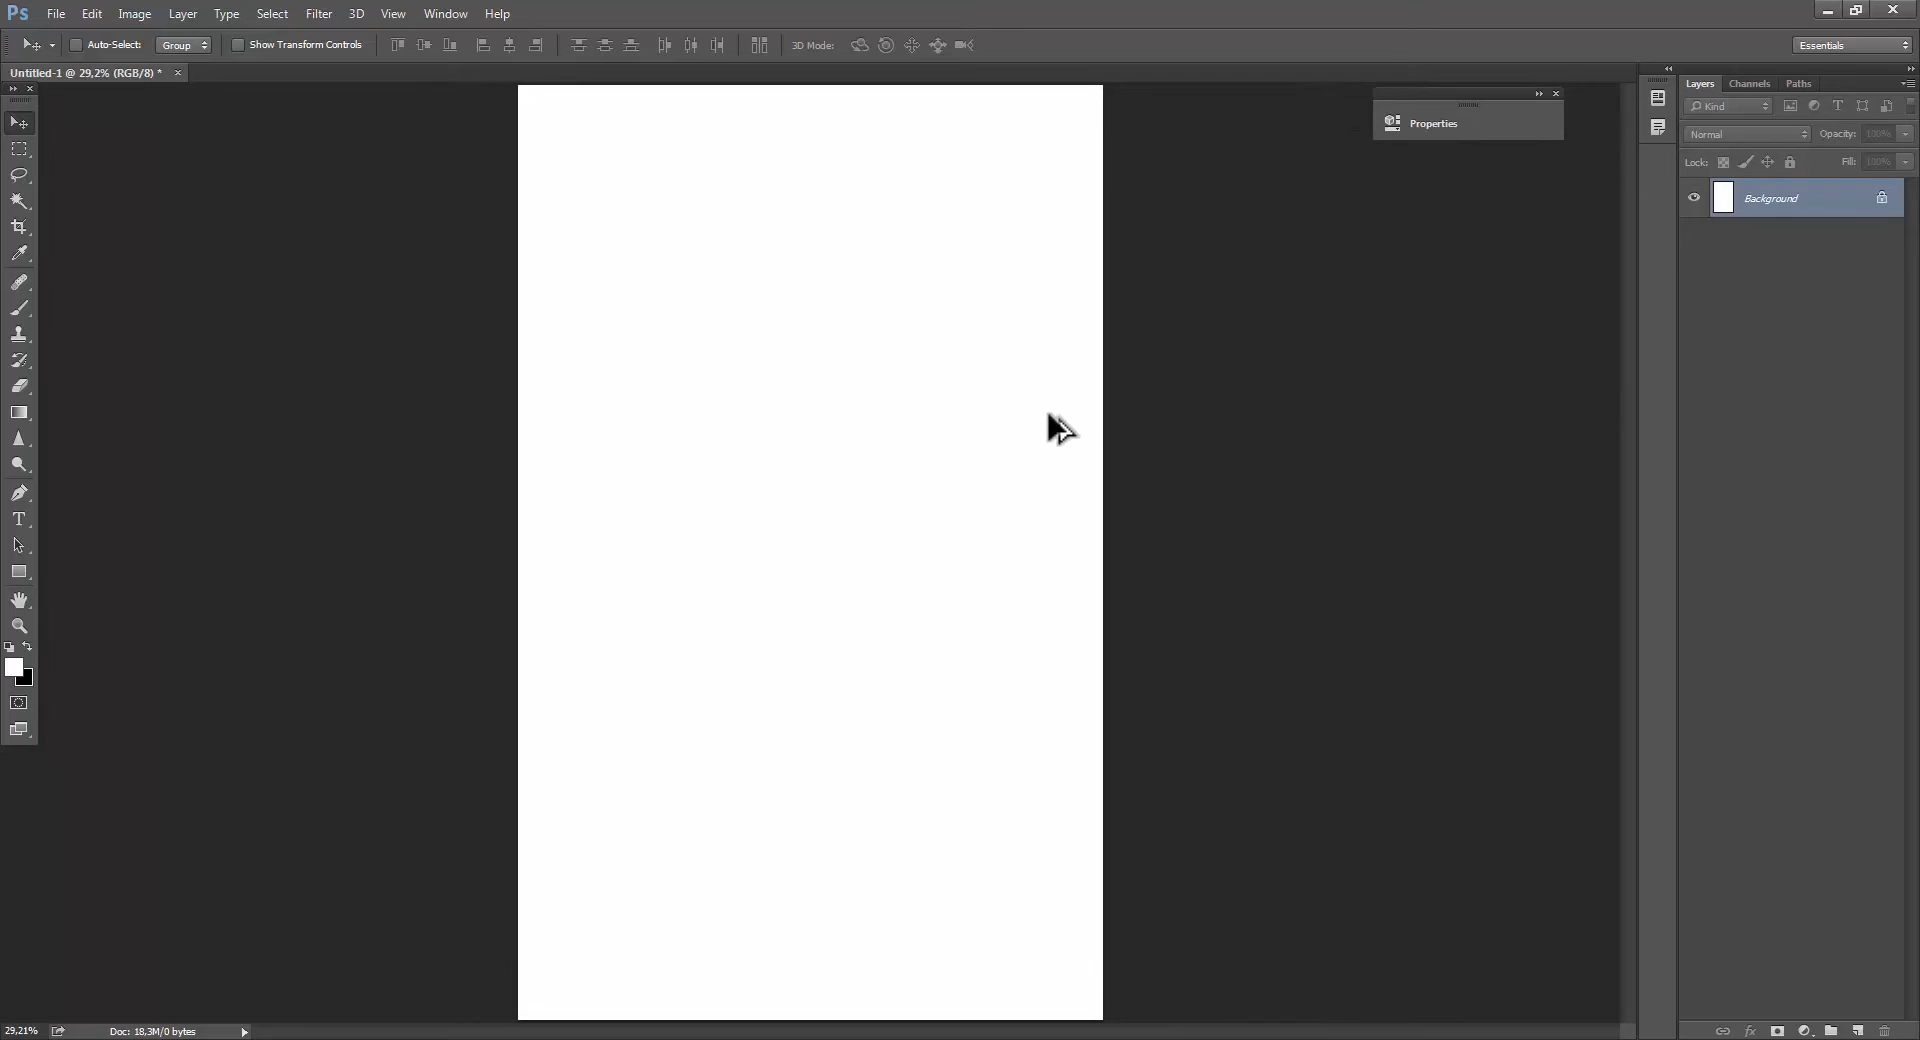 Ps File Edit Image Layer Type Select Filter 3D View Window Help
Auto-Select: Group Show Transform Controls 3D Mode: Essentials
Untitled-1 @ 29,2% (RGB/8) *
Layers Channels Paths
Kind
Properties
Normal Opacity: 100%
Lock: Fill: 100%
Background
29,21% Doc: 18,3M/0 bytes